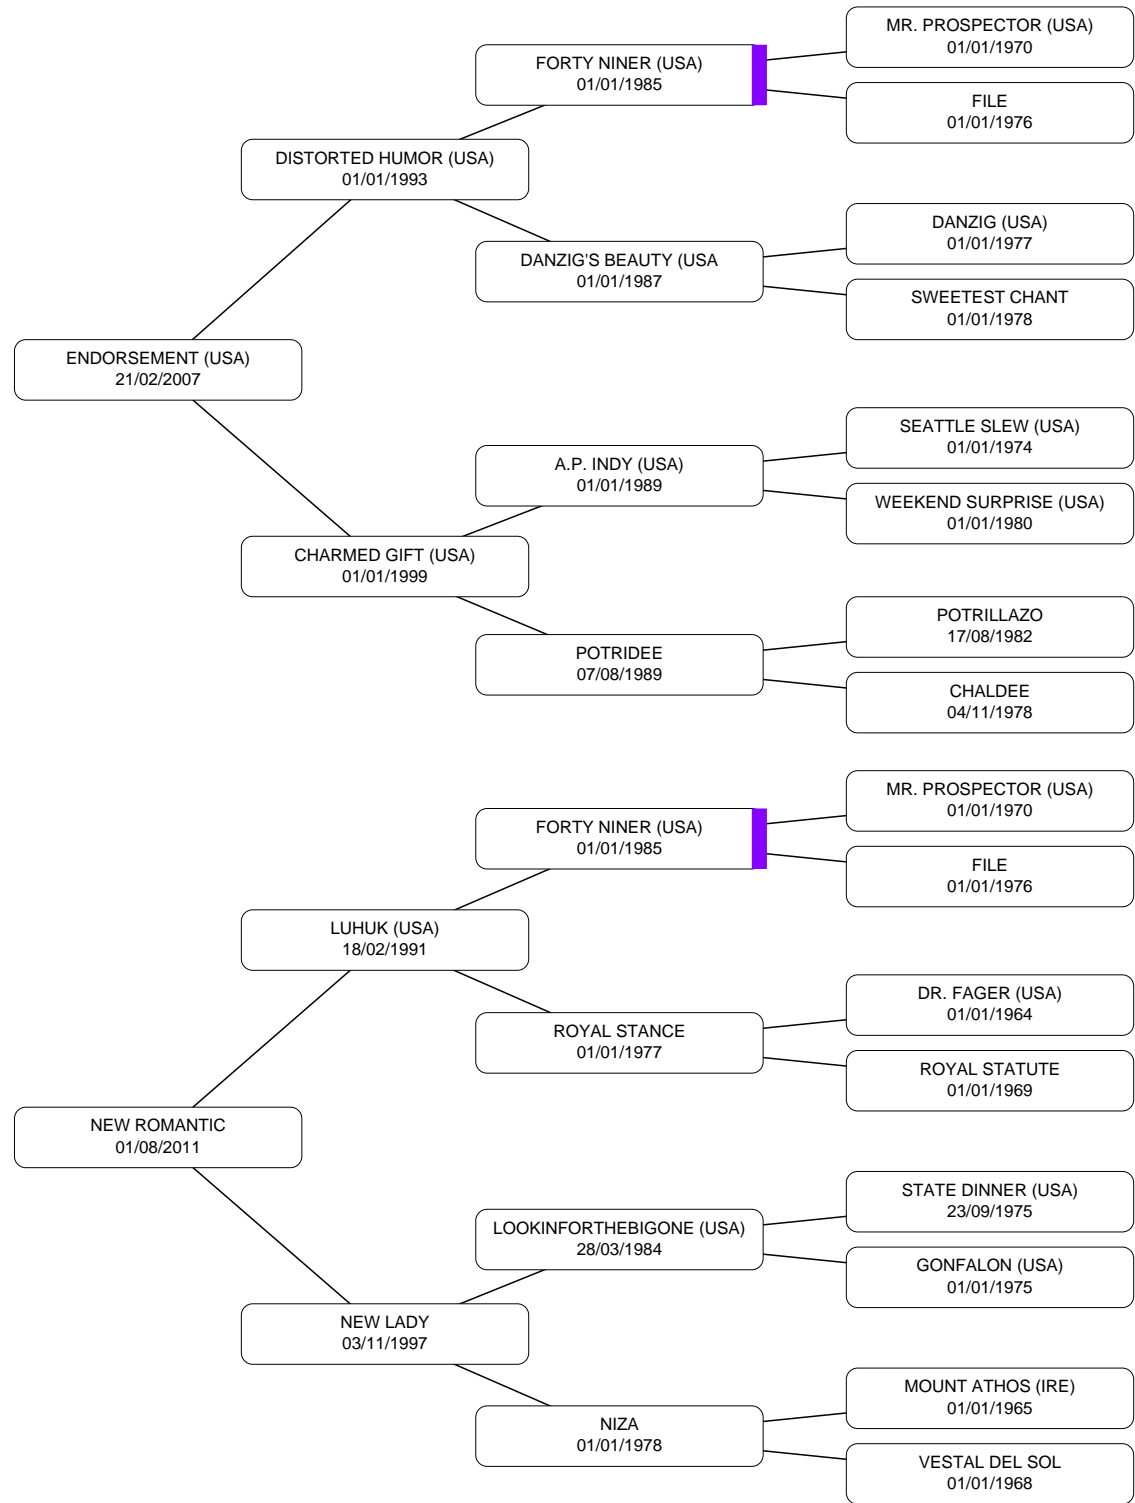 MR. PROSPECTOR (USA)
01/01/1970
FORTY NINER (USA)
01/01/1985
FILE
01/01/1976
DISTORTED HUMOR (USA)
01/01/1993
DANZIG (USA)
01/01/1977
DANZIG'S BEAUTY (USA
01/01/1987
SWEETEST CHANT
01/01/1978
ENDORSEMENT (USA)
21/02/2007
SEATTLE SLEW (USA)
01/01/1974
A.P. INDY (USA)
01/01/1989
WEEKEND SURPRISE (USA)
01/01/1980
CHARMED GIFT (USA)
01/01/1999
POTRILLAZO
17/08/1982
POTRIDEE
07/08/1989
CHALDEE
04/11/1978
MR. PROSPECTOR (USA)
01/01/1970
FORTY NINER (USA)
01/01/1985
FILE
01/01/1976
LUHUK (USA)
18/02/1991
DR. FAGER (USA)
01/01/1964
ROYAL STANCE
01/01/1977
ROYAL STATUTE
01/01/1969
NEW ROMANTIC
01/08/2011
STATE DINNER (USA)
23/09/1975
LOOKINFORTHEBIGONE (USA)
28/03/1984
GONFALON (USA)
01/01/1975
NEW LADY
03/11/1997
MOUNT ATHOS (IRE)
01/01/1965
NIZA
01/01/1978
VESTAL DEL SOL
01/01/1968